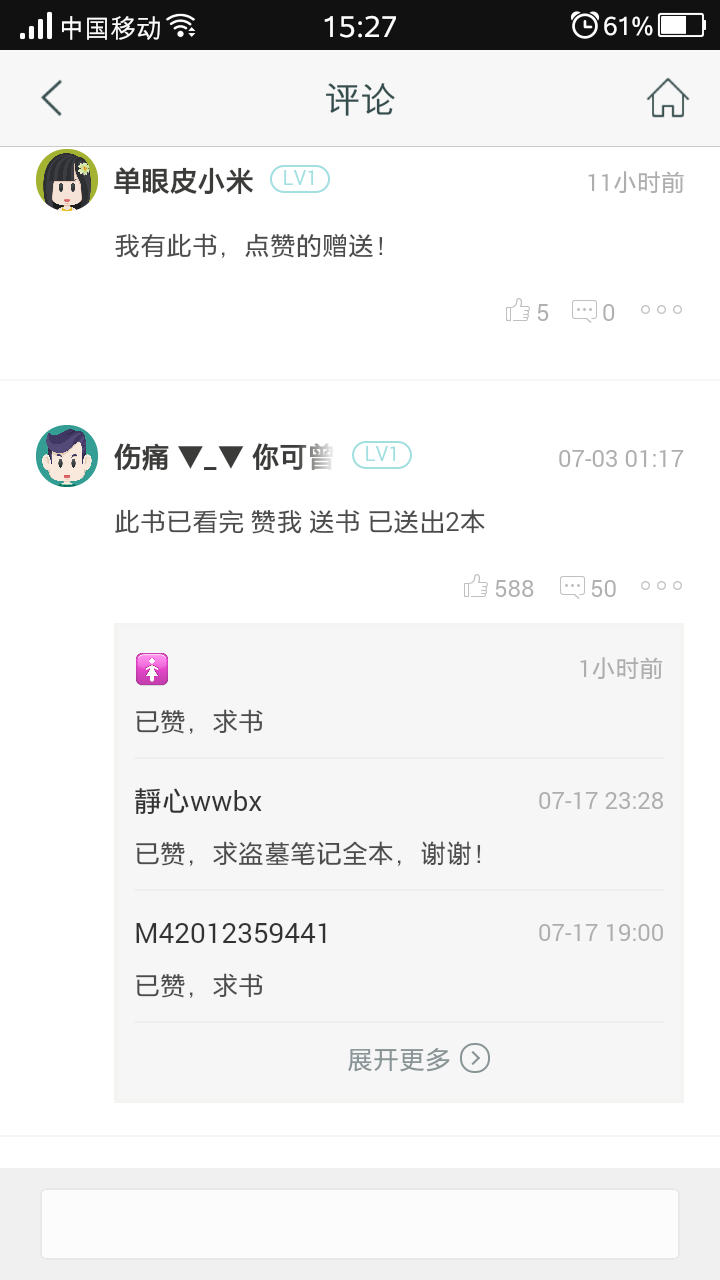 中国移动 15:27 61%
评论
单眼皮小米 LV1 11小时前
我有此书，点赞的赠送！
5 0
伤痛 ▼_▼ 你可曾 LV1 07-03 01:17
此书已看完 赞我 送书 已送出2本
588 50
🚺 1小时前
已赞，求书
靜心wwbx 07-17 23:28
已赞，求盗墓笔记全本，谢谢！
M42012359441 07-17 19:00
已赞，求书
展开更多